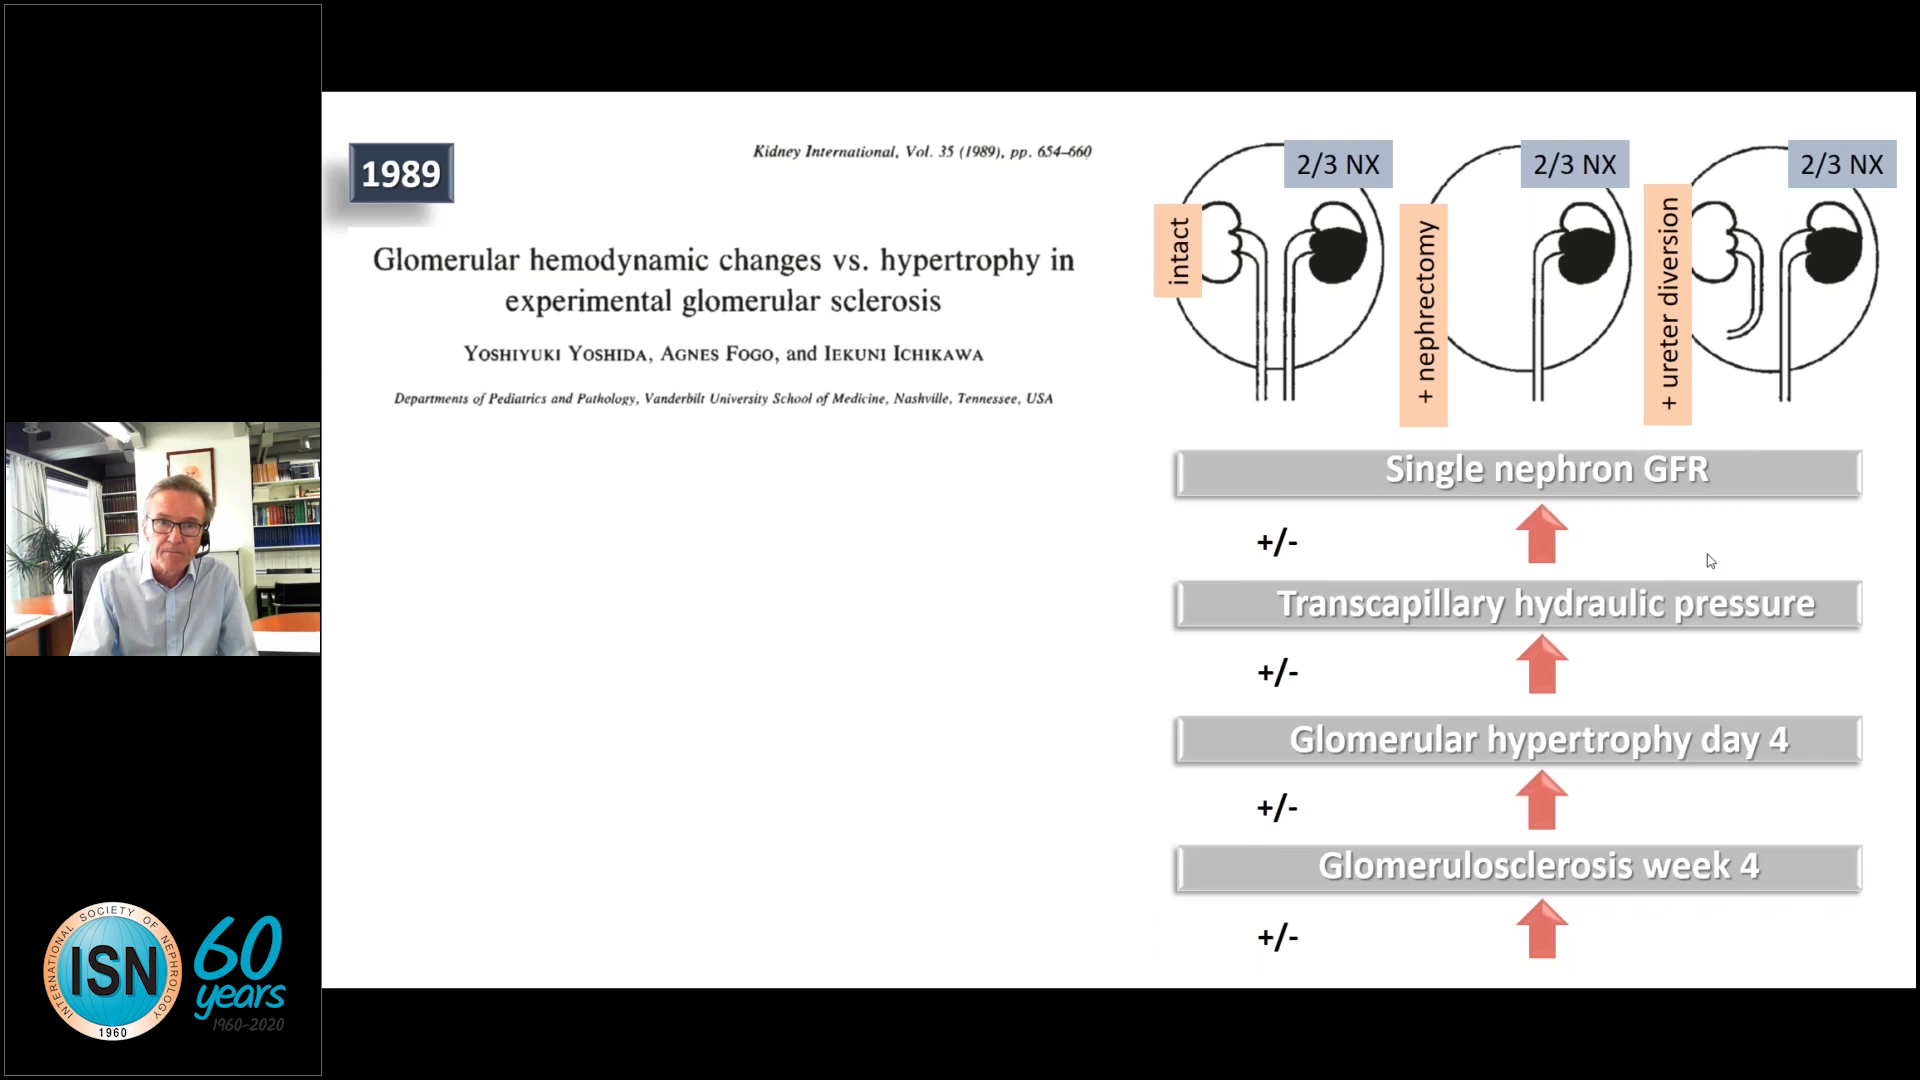 1989
Kidney International, Vol. 35 (1989), pp. 654–660
Glomerular hemodynamic changes vs. hypertrophy in
experimental glomerular sclerosis
YOSHIYUKI YOSHIDA, AGNES FOGO, and IEKUNI ICHIKAWA
Departments of Pediatrics and Pathology, Vanderbilt University School of Medicine, Nashville, Tennessee, USA
2/3 NX
2/3 NX
2/3 NX
intact
+ nephrectomy
+ ureter diversion
Single nephron GFR
+/-
Transcapillary hydraulic pressure
+/-
Glomerular hypertrophy day 4
+/-
Glomerulosclerosis week 4
+/-
INTERNATIONAL SOCIETY OF NEPHROLOGY
ISN
1960
60
years
1960-2020